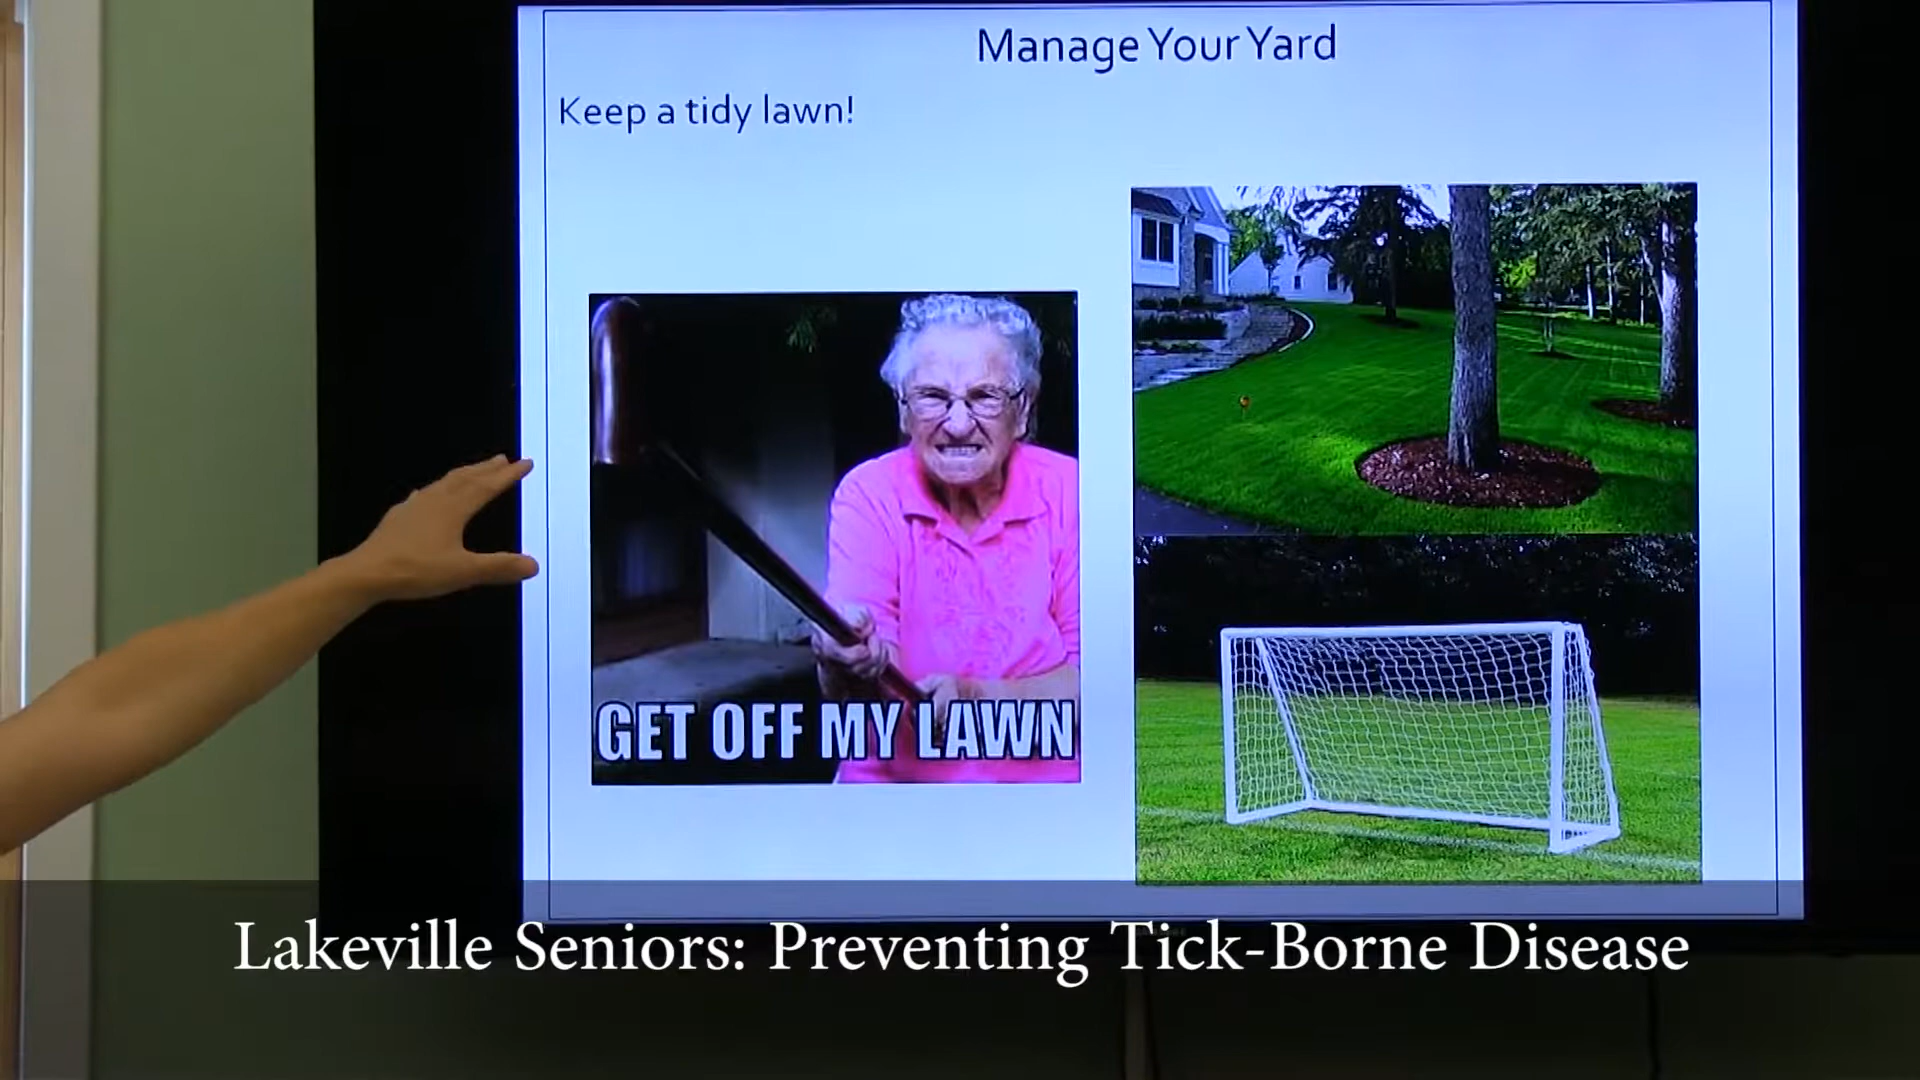 Manage Your Yard
Keep a tidy lawn!
GET OFF MY LAWN
Lakeville Seniors: Preventing Tick-Borne Disease